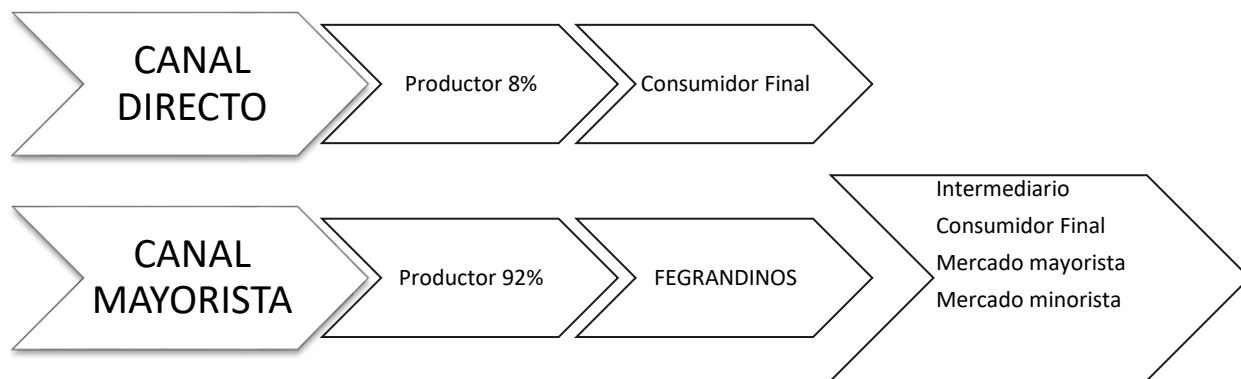 CANAL
DIRECTO
Productor 8%
Consumidor Final
CANAL
MAYORISTA
Productor 92%
FEGRANDINOS
Intermediario
Consumidor Final
Mercado mayorista
Mercado minorista